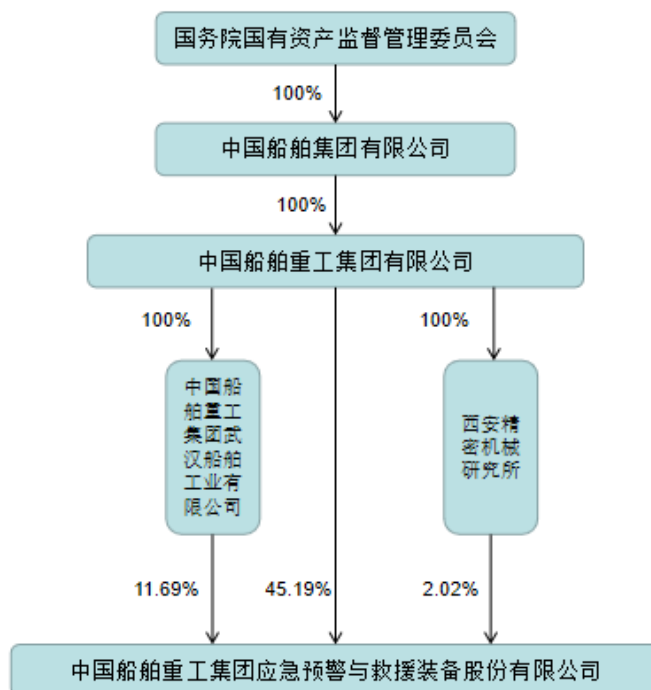 国务院国有资产监督管理委员会
100%
中国船舶集团有限公司
100%
中国船舶重工集团有限公司
100%
100%
中国船
舶重工
集团武
汉船舶
工业有
限公司
西安精
密机械
研究所
11.69%
45.19%
2.02%
中国船舶重工集团应急预警与救援装备股份有限公司